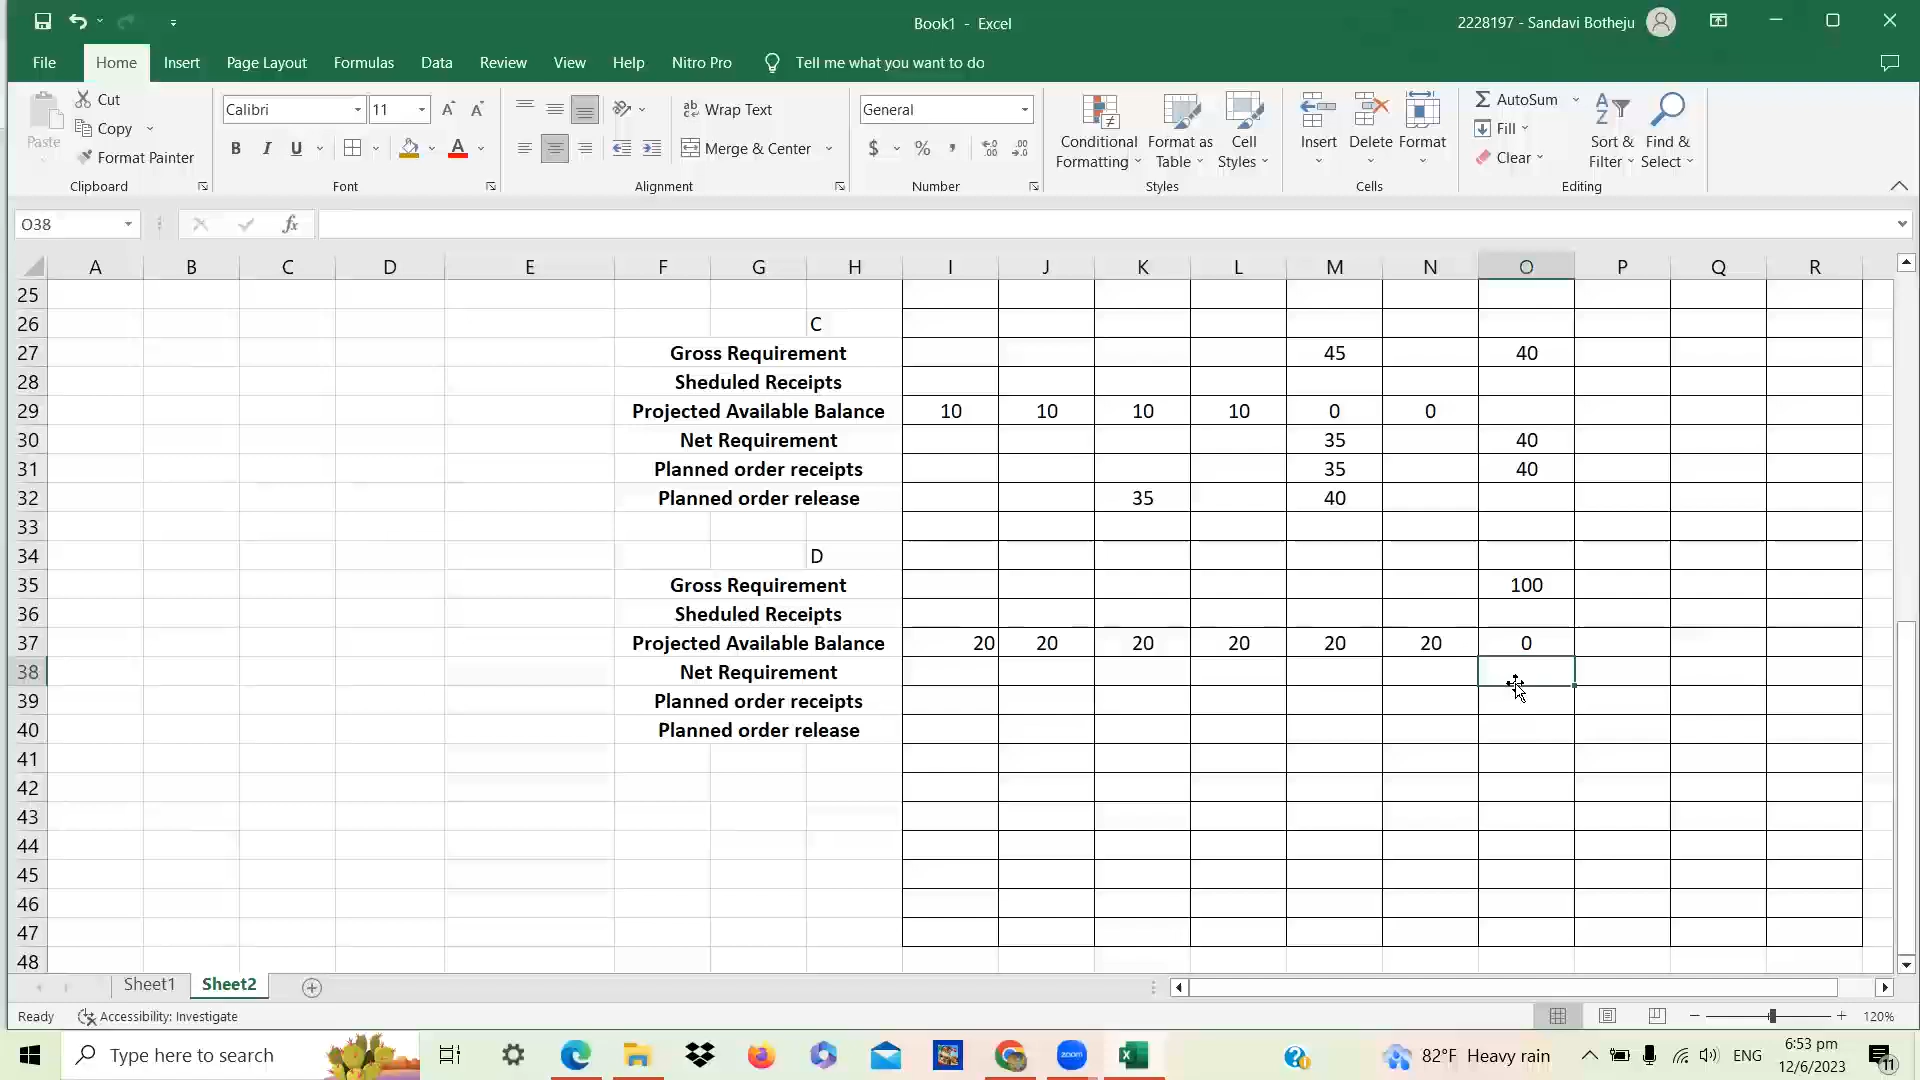 Book1 - Excel
2228197 - Sandavi Botheju
File Home Insert Page Layout Formulas Data Review View Help Nitro Pro Tell me what you want to do
Paste
Cut
Copy
Format Painter
Clipboard
Calibri 11
B I U
Font
Wrap Text
Merge & Center
Alignment
General
$ % ,
Number
Conditional Formatting
Format as Table
Cell Styles
Styles
Insert Delete Format
Cells
AutoSum
Fill
Clear
Sort & Filter
Find & Select
Editing
O38
fx
A B C D E F G H I J K L M N O P Q R
25
26 C
27 Gross Requirement 45 40
28 Sheduled Receipts
29 Projected Available Balance 10 10 10 10 0 0
30 Net Requirement 35 40
31 Planned order receipts 35 40
32 Planned order release 35 40
33
34 D
35 Gross Requirement 100
36 Sheduled Receipts
37 Projected Available Balance 20 20 20 20 20 20 0
38 Net Requirement
39 Planned order receipts
40 Planned order release
41
42
43
44
45
46
47
48
Sheet1 Sheet2
Ready Accessibility: Investigate 120%
Type here to search
zoom
82°F Heavy rain
ENG
6:53 pm
12/6/2023
11